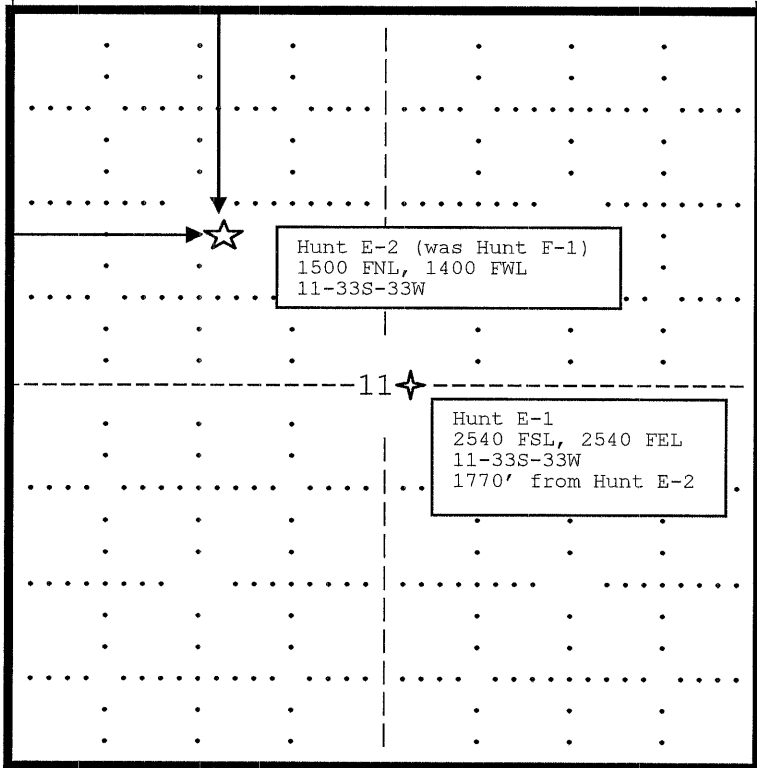 Hunt E-2 (was Hunt F-1)
1500 FNL, 1400 FWL
11-33S-33W
11
Hunt E-1
2540 FSL, 2540 FEL
11-33S-33W
1770' from Hunt E-2